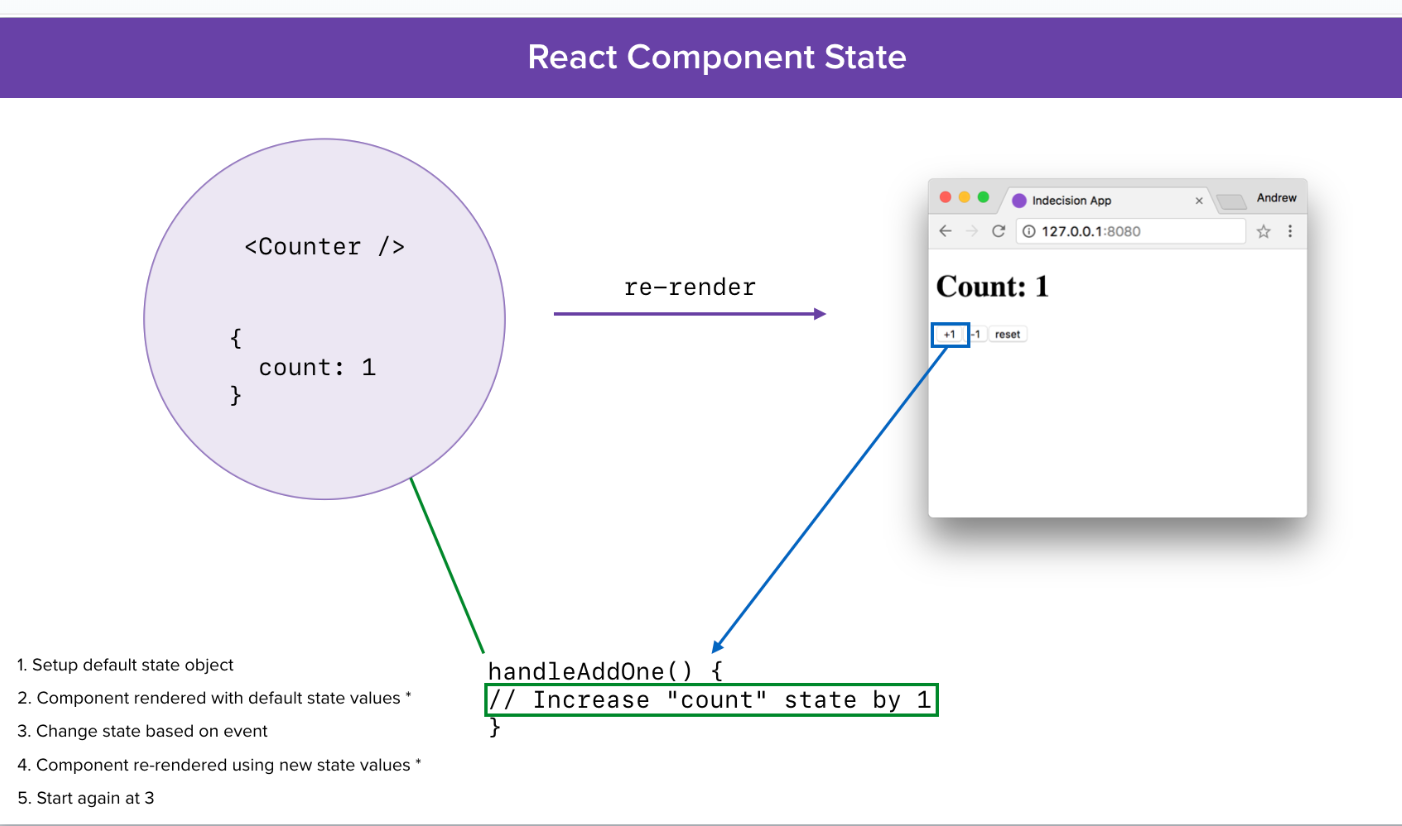 React Component State
<Counter />
{
count: 1
}
re-render
Indecision App
Andrew
127.0.0.1:8080
Count: 1
+1
-1
reset
handleAddOne() {
// Increase "count" state by 1
}
1. Setup default state object
2. Component rendered with default state values *
3. Change state based on event
4. Component re-rendered using new state values *
5. Start again at 3